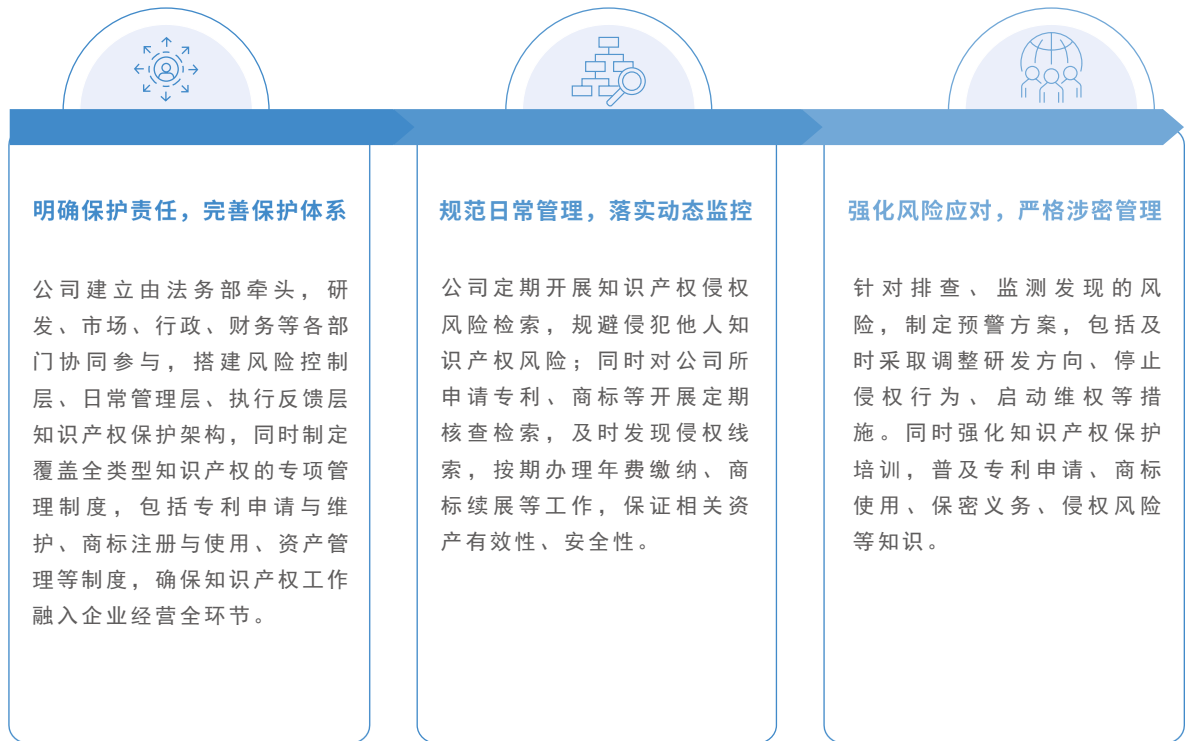 明确保护责任，完善保护体系
公司建立由法务部牵头，研
发、市场、行政、财务等各部
门协同参与，搭建风险控制
层、日常管理层、执行反馈层
知识产权保护架构，同时制定
覆盖全类型知识产权的专项管
理制度，包括专利申请与维
护、商标注册与使用、资产管
理等制度，确保知识产权工作
融入企业经营全环节。
规范日常管理，落实动态监控
公司定期开展知识产权侵权
风险检索，规避侵犯他人知
识产权风险；同时对公司所
申请专利、商标等开展定期
核查检索，及时发现侵权线
索，按期办理年费缴纳、商
标续展等工作，保证相关资
产有效性、安全性。
强化风险应对，严格涉密管理
针对排查、监测发现的风
险，制定预警方案，包括及
时采取调整研发方向、停止
侵权行为、启动维权等措
施。同时强化知识产权保护
培训，普及专利申请、商标
使用、保密义务、侵权风险
等知识。